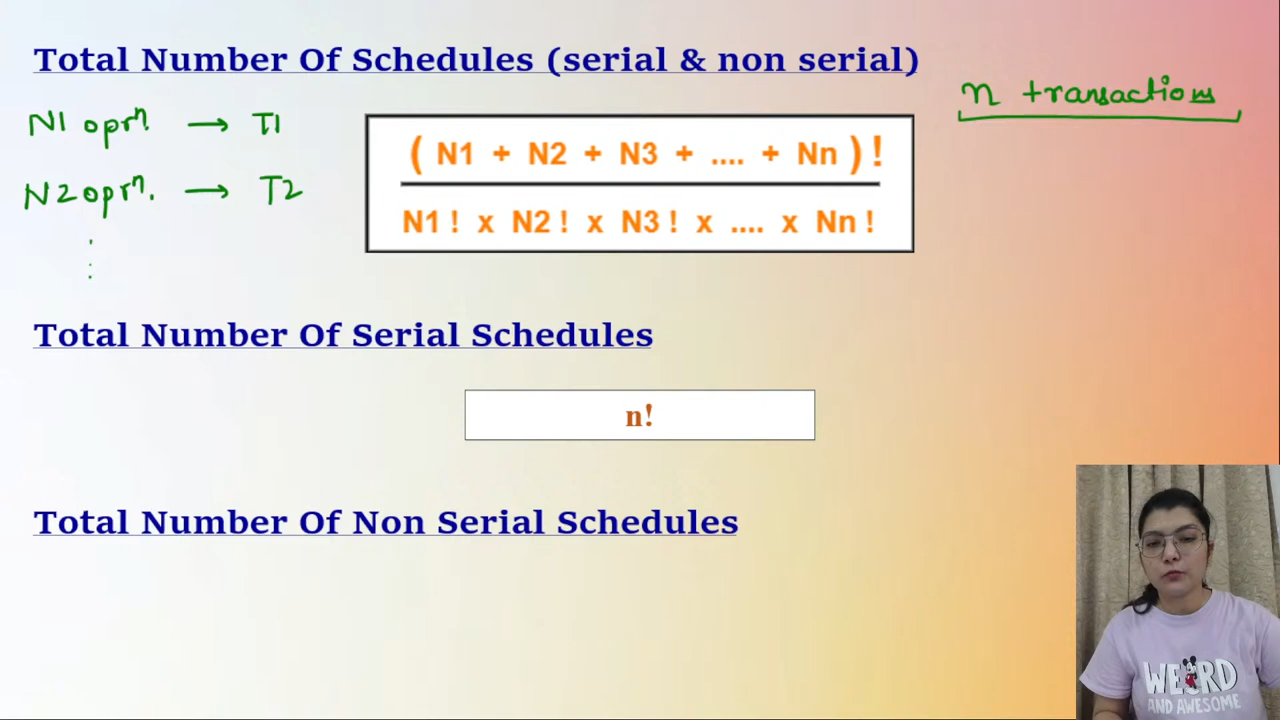 Total Number Of Schedules (serial & non serial)
n transactions
N1 oprⁿ. → T1
N2 oprⁿ. → T2
( N1 + N2 + N3 + .... + Nn ) !
N1 ! x N2 ! x N3 ! x .... x Nn !
Total Number Of Serial Schedules
n!
Total Number Of Non Serial Schedules
WEIRD
AND AWESOME